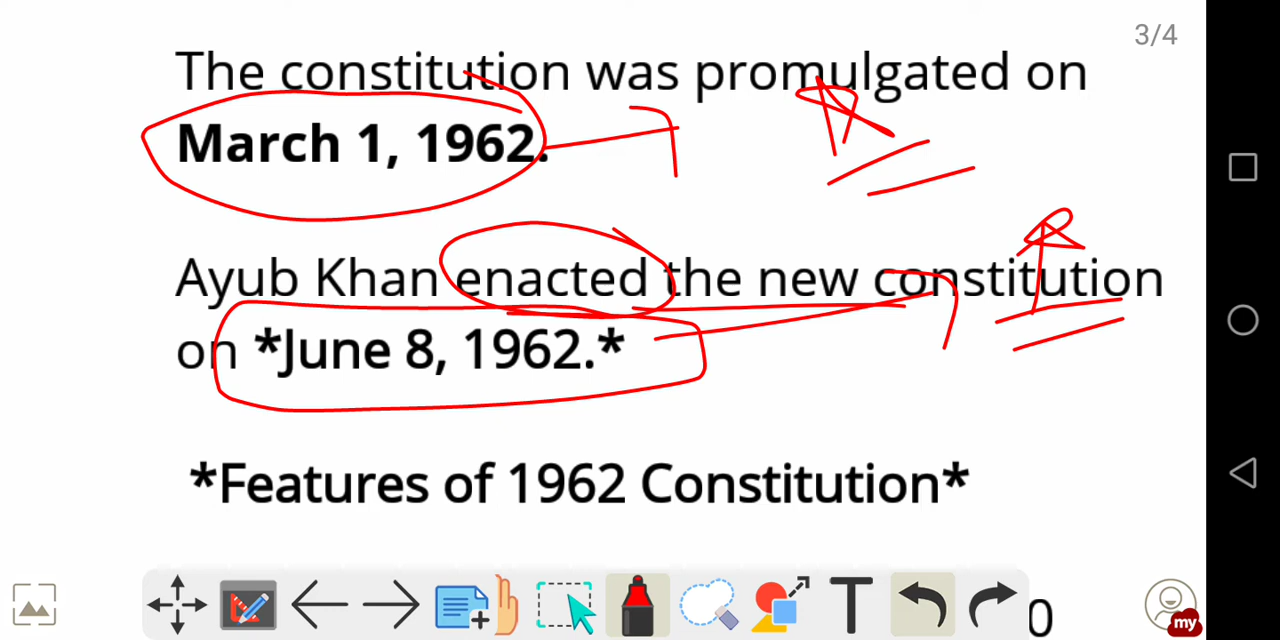 3/4
The constitution was promulgated on
March 1, 1962.
Ayub Khan enacted the new constitution
on *June 8, 1962.*
*Features of 1962 Constitution*
T
0
my